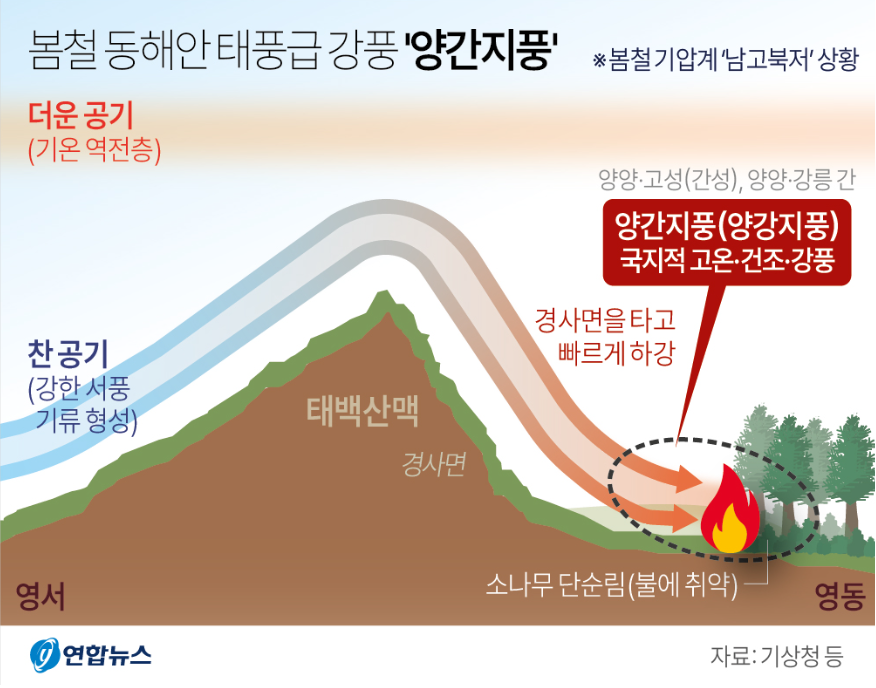 봄철 동해안 태풍급 강풍 '양간지풍'
※봄철 기압계 '남고북저' 상황
더운 공기
(기온 역전층)
양양·고성(간성), 양양·강릉 간
양간지풍(양강지풍)
국지적 고온·건조·강풍
경사면을 타고
빠르게 하강
찬 공기
(강한 서풍
기류 형성)
태백산맥
경사면
소나무 단순림(불에 취약)
영서
영동
연합뉴스
자료: 기상청 등